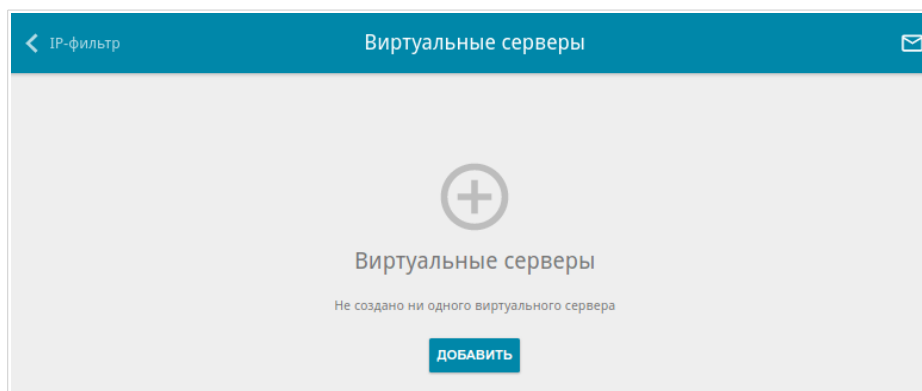 IP-фильтр
Виртуальные серверы
Виртуальные серверы
Не создано ни одного виртуального сервера
ДОБАВИТЬ